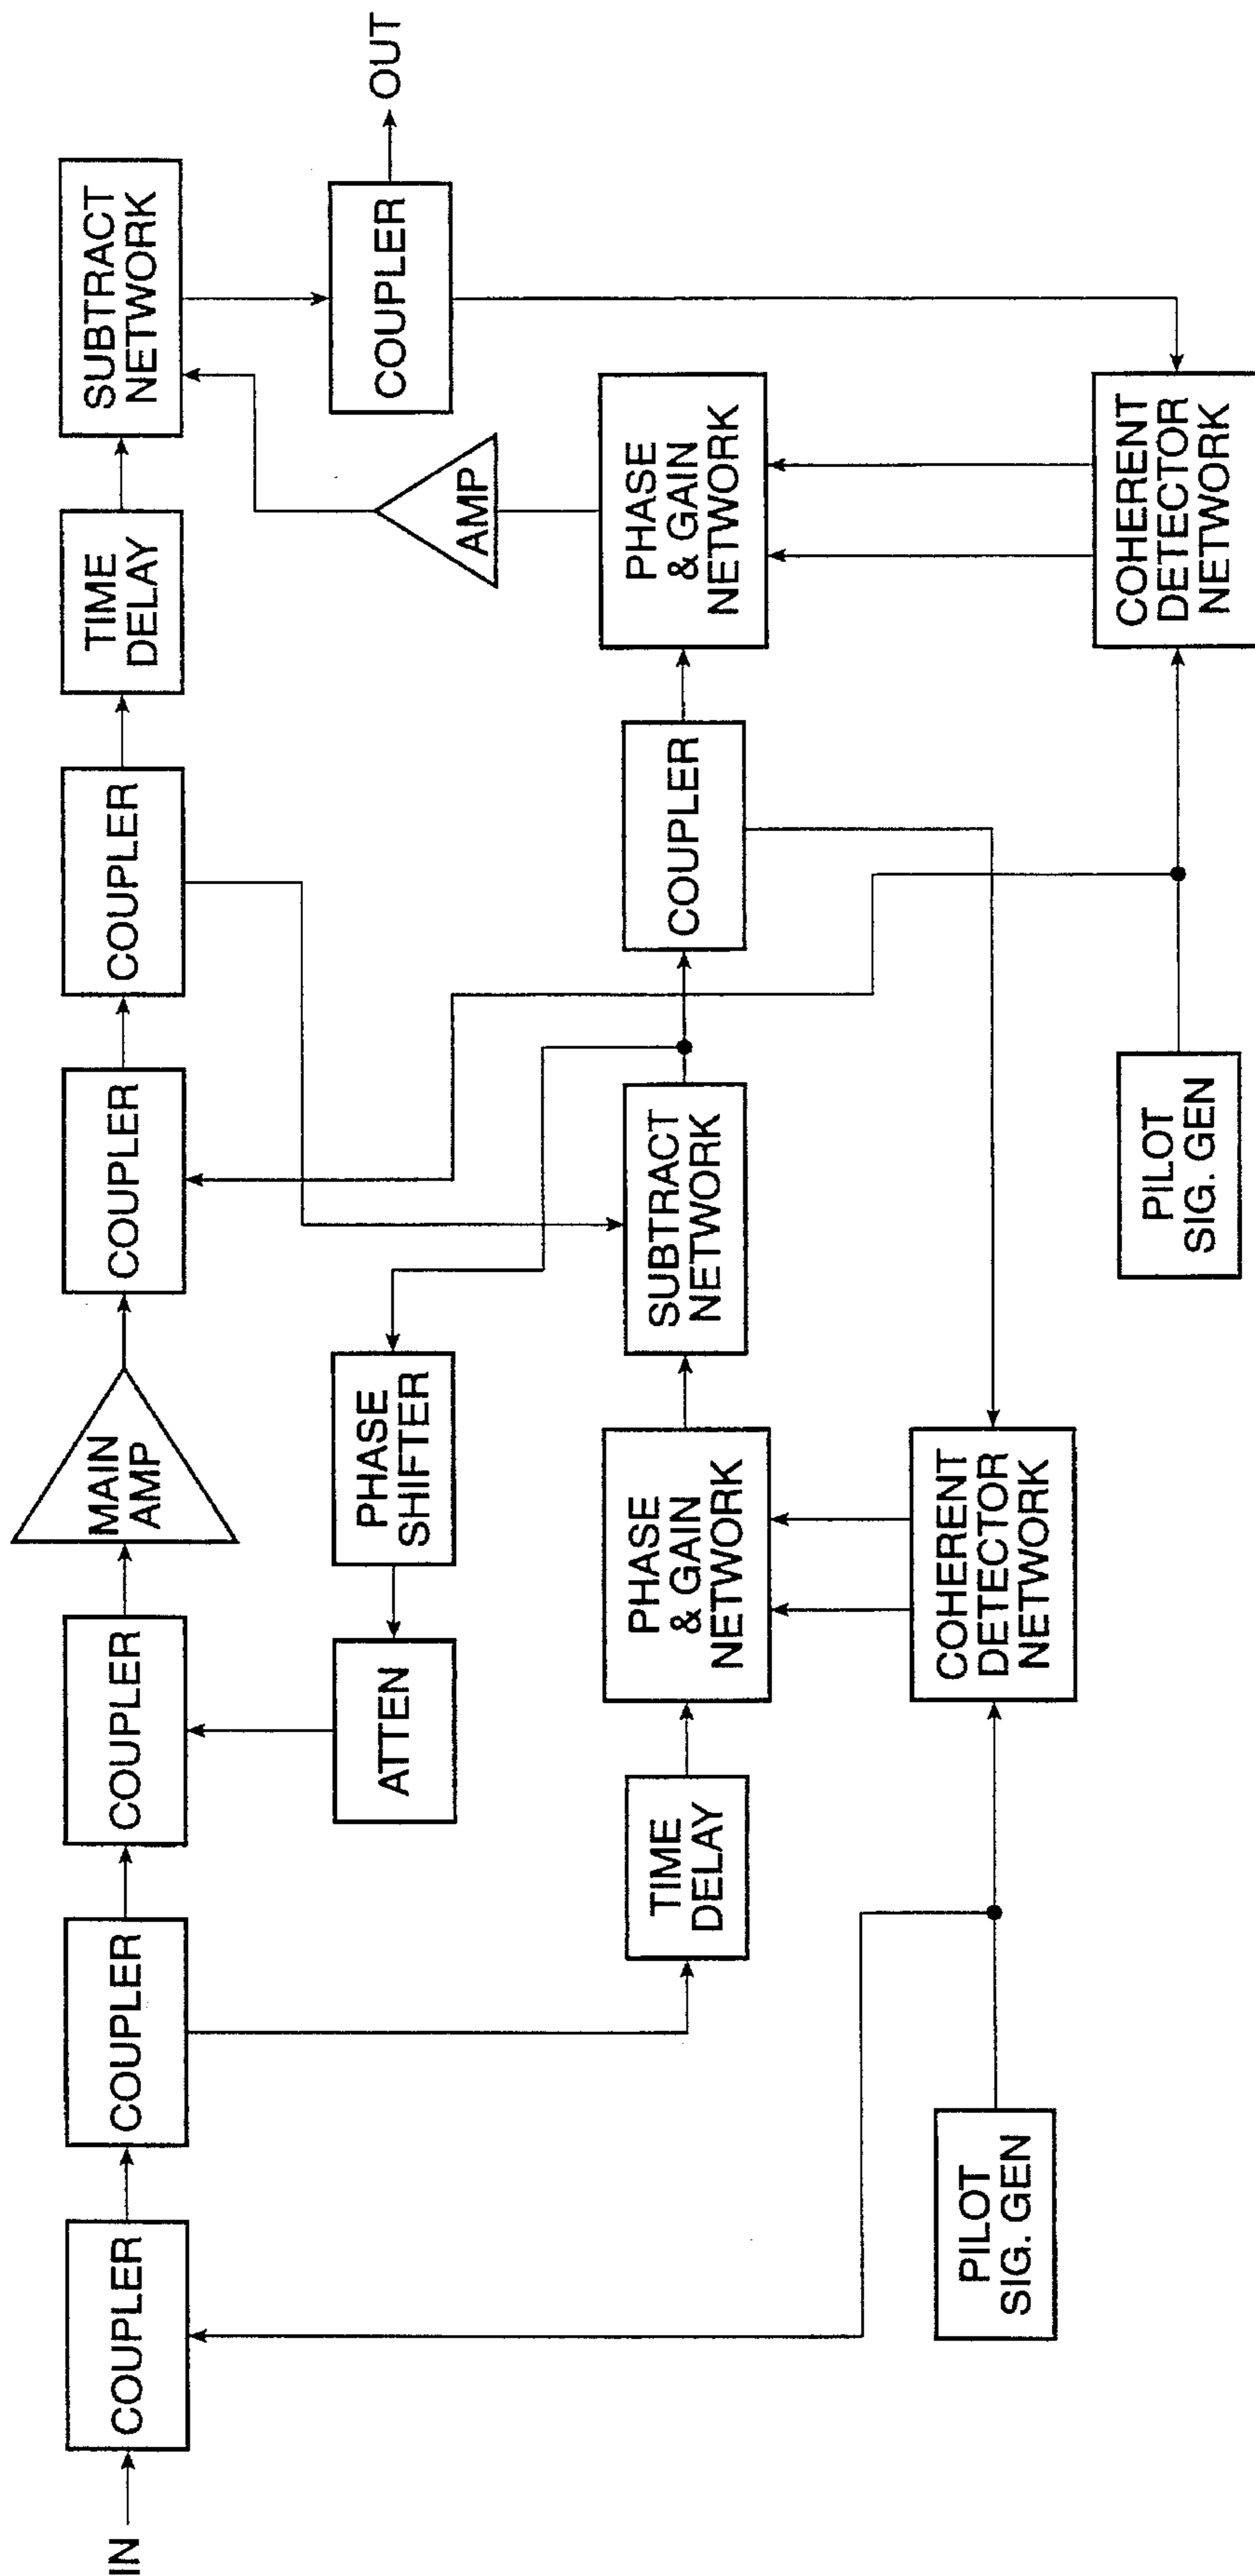 IN
COUPLER
COUPLER
COUPLER
MAIN
AMP
COUPLER
COUPLER
TIME
DELAY
SUBTRACT
NETWORK
ATTEN
PHASE
SHIFTER
COUPLER
OUT
AMP
TIME
DELAY
PHASE
& GAIN
NETWORK
SUBTRACT
NETWORK
COUPLER
PHASE
& GAIN
NETWORK
PILOT
SIG. GEN
COHERENT
DETECTOR
NETWORK
PILOT
SIG. GEN
COHERENT
DETECTOR
NETWORK